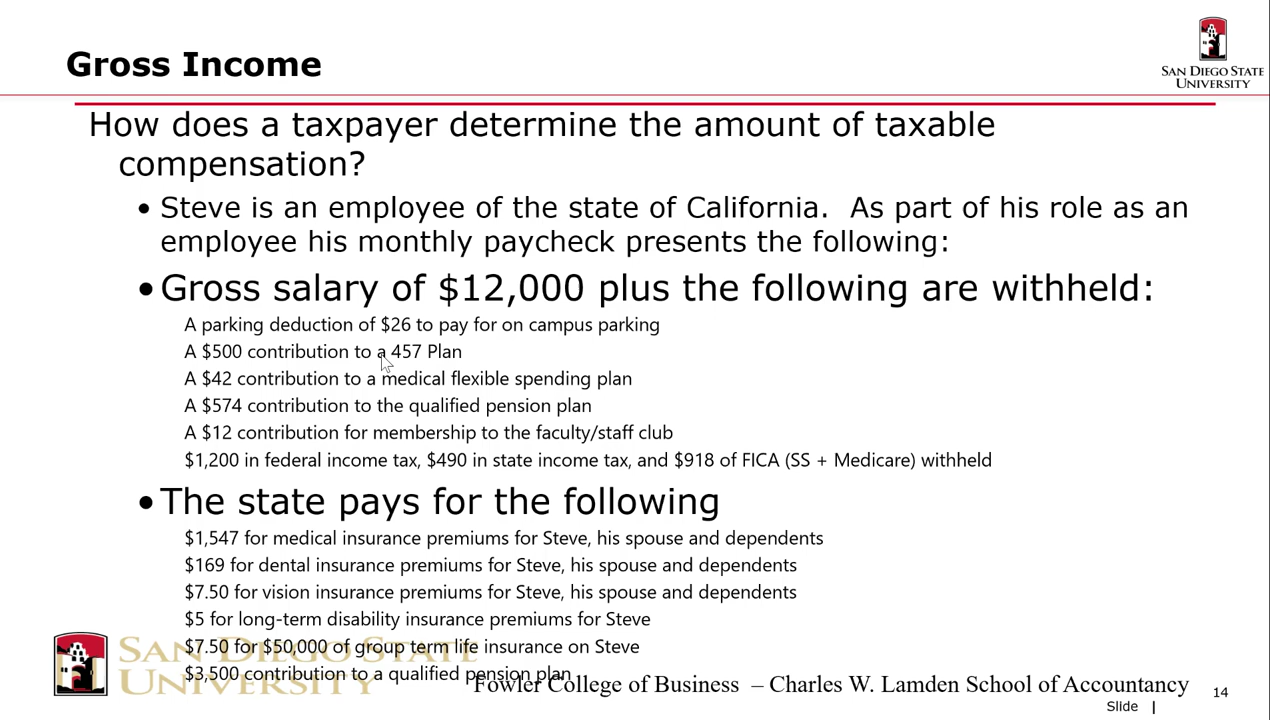 Gross Income
SAN DIEGO STATE
UNIVERSITY
How does a taxpayer determine the amount of taxable
compensation?
• Steve is an employee of the state of California. As part of his role as an
employee his monthly paycheck presents the following:
• Gross salary of $12,000 plus the following are withheld:
A parking deduction of $26 to pay for on campus parking
A $500 contribution to a 457 Plan
A $42 contribution to a medical flexible spending plan
A $574 contribution to the qualified pension plan
A $12 contribution for membership to the faculty/staff club
$1,200 in federal income tax, $490 in state income tax, and $918 of FICA (SS + Medicare) withheld
• The state pays for the following
$1,547 for medical insurance premiums for Steve, his spouse and dependents
$169 for dental insurance premiums for Steve, his spouse and dependents
$7.50 for vision insurance premiums for Steve, his spouse and dependents
$5 for long-term disability insurance premiums for Steve
$7.50 for $50,000 of group term life insurance on Steve
$3,500 contribution to a qualified pension plan
SAN DIEGO STATE
UNIVERSITY
Fowler College of Business – Charles W. Lamden School of Accountancy
14
Slide |